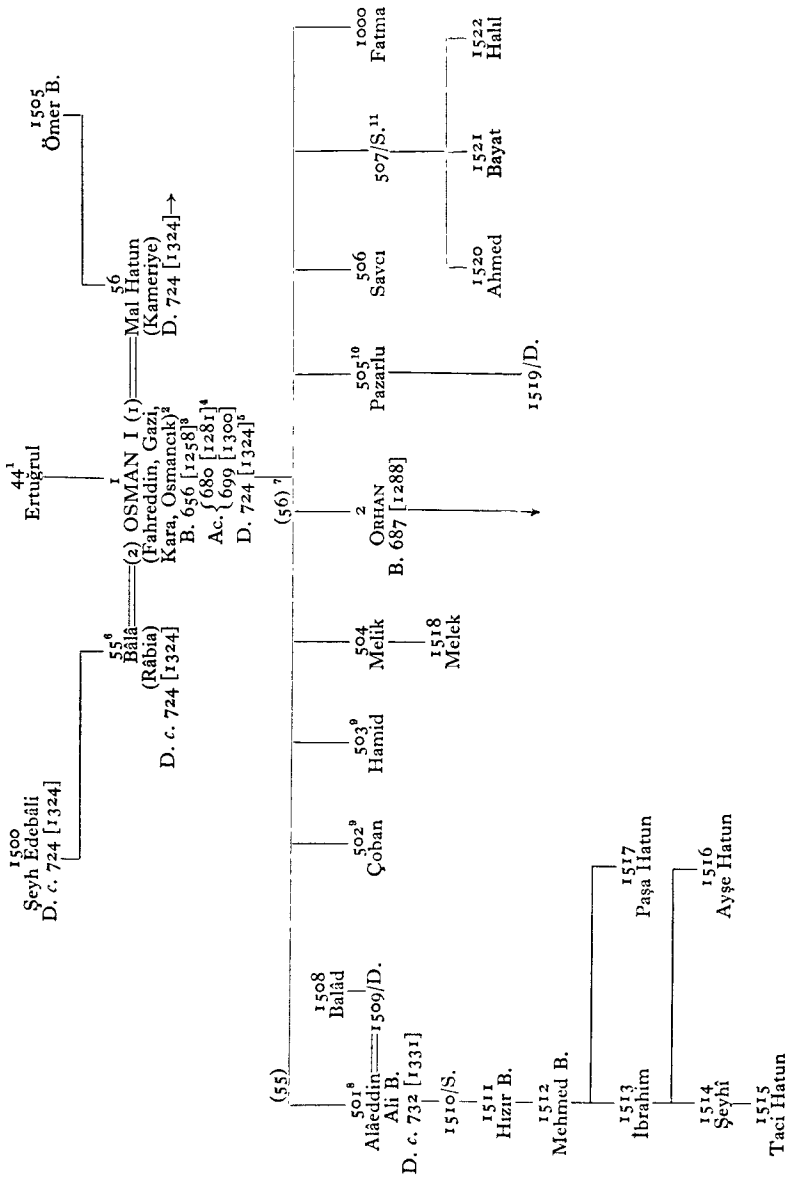 44¹
Ertuğrul
1500
Şeyh Edebâli
D. c. 724 [1324]
1505
Ömer B.
55⁶
Bâlâ
(Râbia)
D. c. 724 [1324]
1
(2) OSMAN I (1)
(Fahreddin, Gazi,
Kara, Osmancık)²
B. 656 [1258]³
Ac. {680 [1281]⁴
{699 [1300]
D. 724 [1324]⁵
56
Mal Hatun
(Kameriye)
D. 724 [1324]→
(55)
(56) ⁷
501⁸
Alâeddin
Ali B.
D. c. 732 [1331]
1508
Balâd
1509/D.
502⁹
Çoban
503⁹
Hamid
504
Melik
2
ORHAN
B. 687 [1288]
505¹⁰
Pazarlu
506
Savcı
507/S.¹¹
1000
Fatma
1510/S.
1511
Hızır B.
1512
Mehmed B.
1513
İbrahim
1517
Paşa Hatun
1514
Şeyhî
1516
Ayşe Hatun
1515
Taci Hatun
1518
Melek
1519/D.
1520
Ahmed
1521
Bayat
1522
Halil